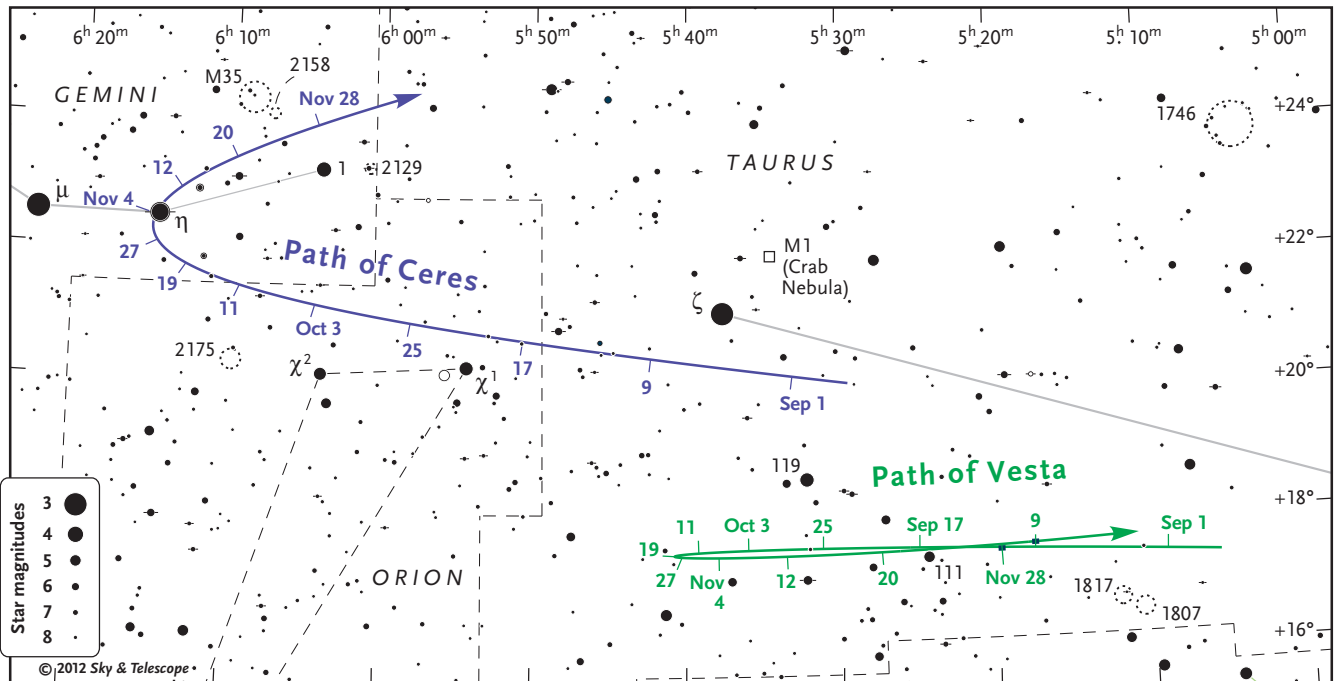 6h 20m 6h 10m 6h 00m 5h 50m 5h 40m 5h 30m 5h 20m 5h 10m 5h 00m
GEMINI
M35
2158
Nov 28
+24°
1746
20
TAURUS
12
1
2129
μ
Nov 4
η
+22°
27
Path of Ceres
M1
(Crab
Nebula)
19
11
Oct 3
ζ
2175
25
17
+20°
χ2
χ1
9
Sep 1
119
Path of Vesta
+18°
Star magnitudes
3
4
5
6
7
8
11
Oct 3
25
Sep 17
9
Sep 1
19
27
Nov
4
12
20
111
Nov 28
ORION
1817
1807
+16°
© 2012 Sky & Telescope